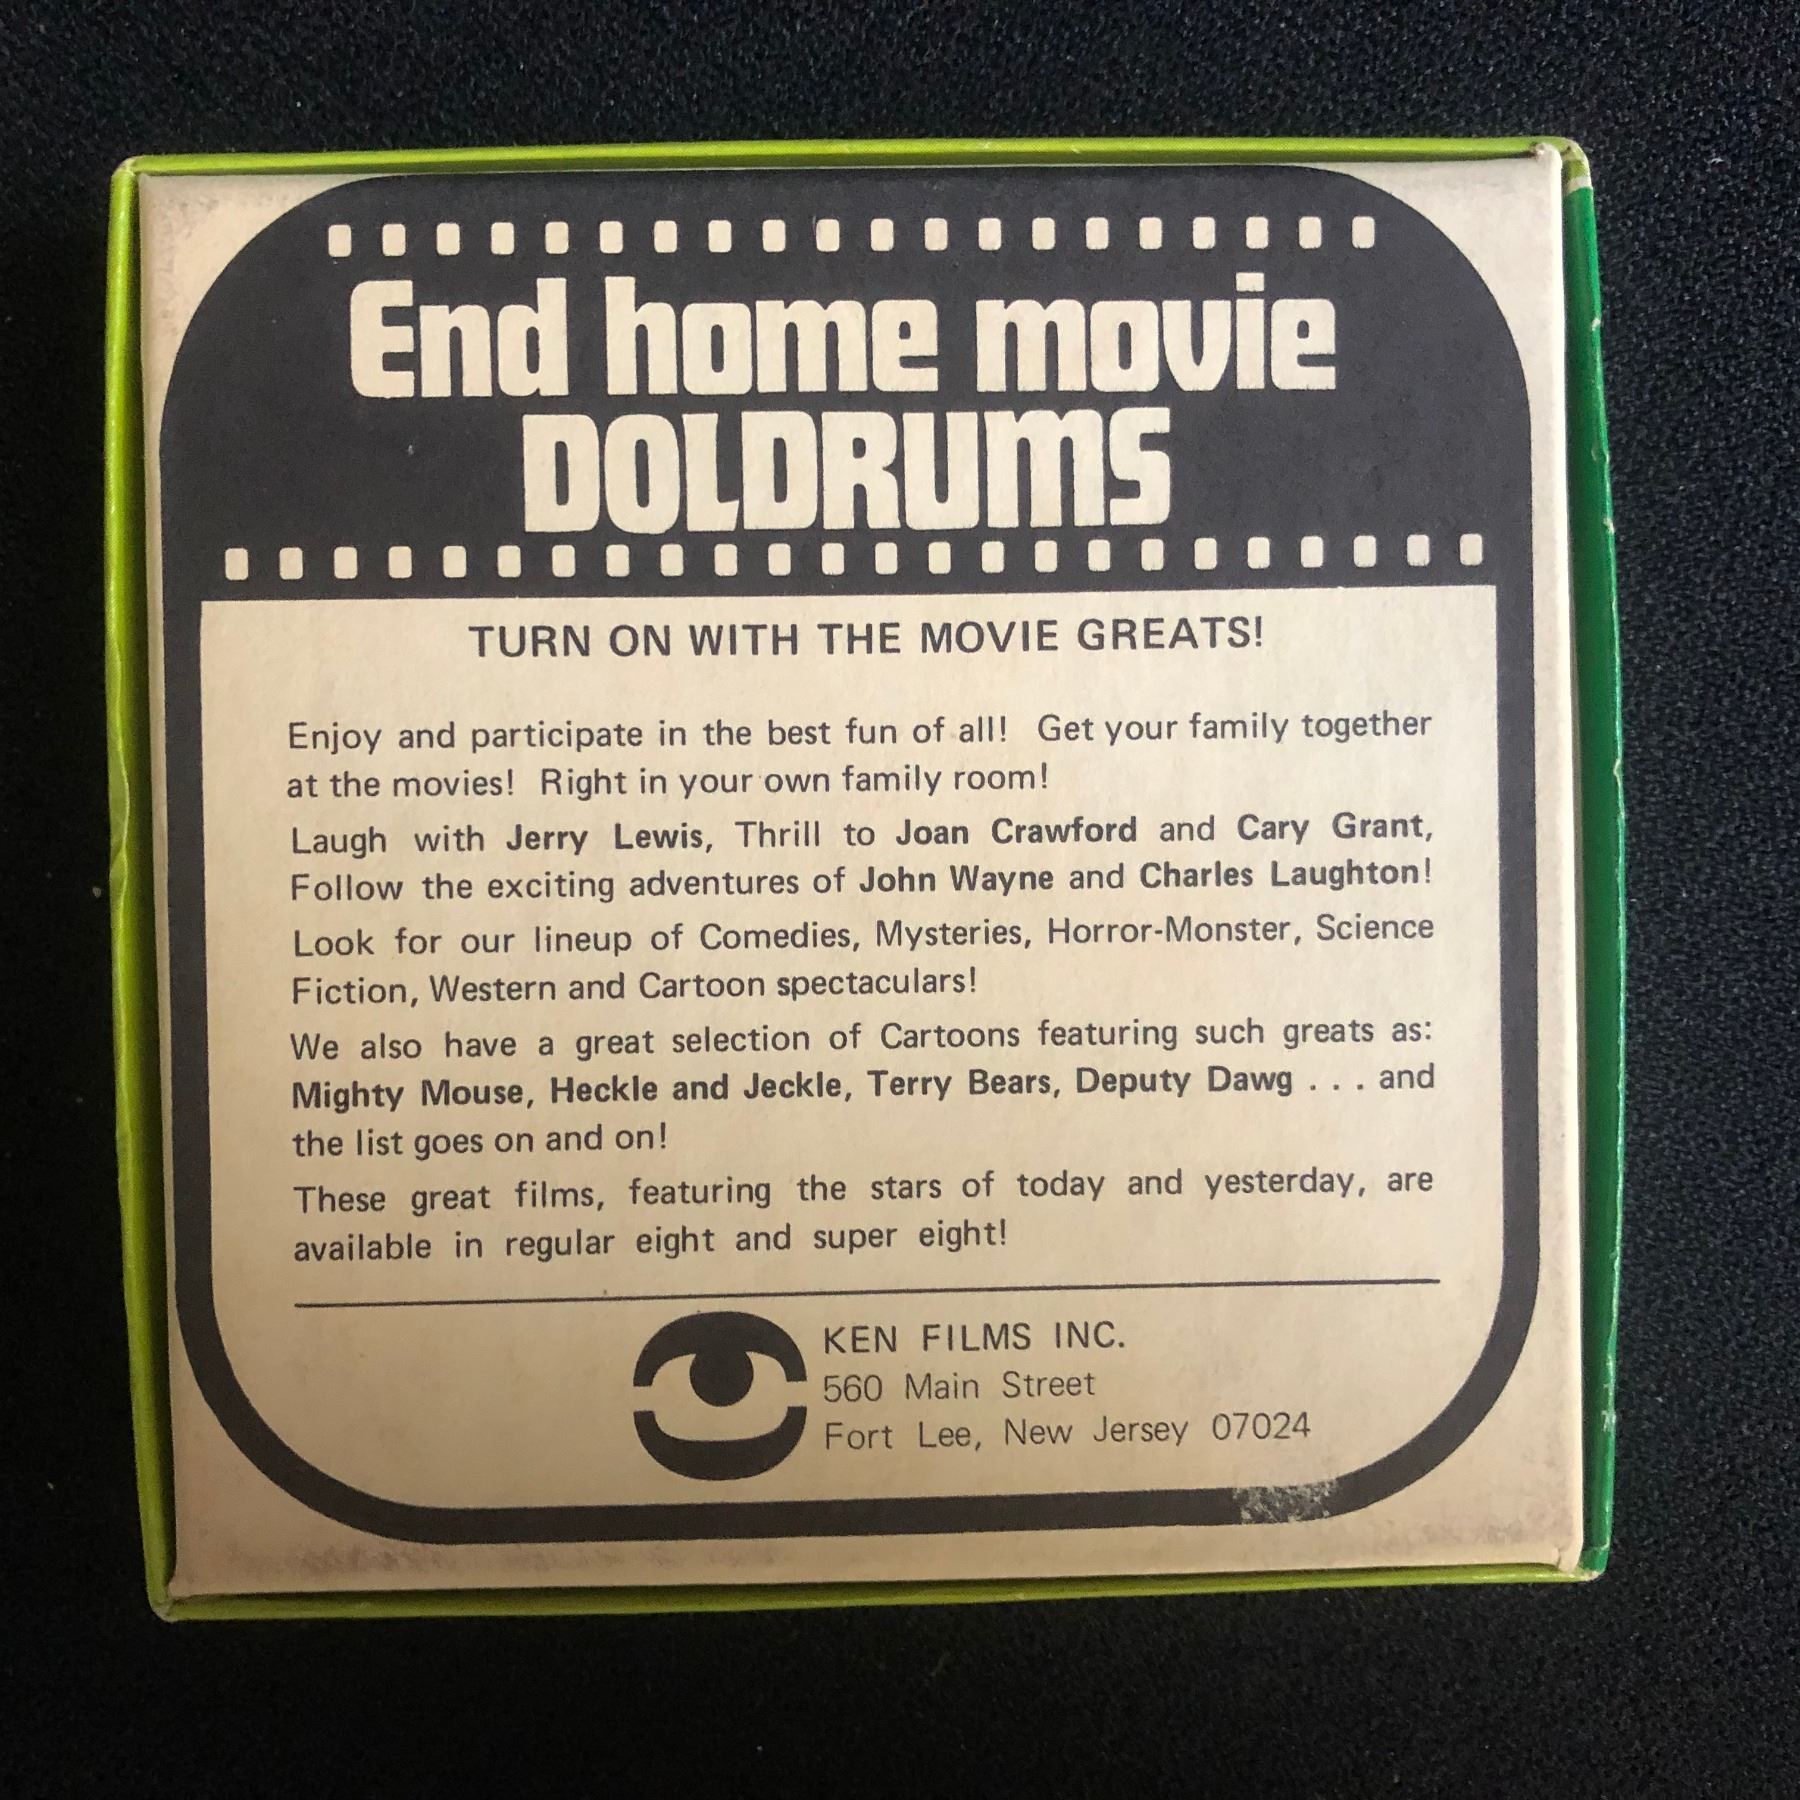 End home movie
DOLDRUMS
TURN ON WITH THE MOVIE GREATS!
Enjoy and participate in the best fun of all! Get your family together
at the movies! Right in your own family room!
Laugh with Jerry Lewis, Thrill to Joan Crawford and Cary Grant,
Follow the exciting adventures of John Wayne and Charles Laughton!
Look for our lineup of Comedies, Mysteries, Horror-Monster, Science
Fiction, Western and Cartoon spectaculars!
We also have a great selection of Cartoons featuring such greats as:
Mighty Mouse, Heckle and Jeckle, Terry Bears, Deputy Dawg . . . and
the list goes on and on!
These great films, featuring the stars of today and yesterday, are
available in regular eight and super eight!
KEN FILMS INC.
560 Main Street
Fort Lee, New Jersey 07024